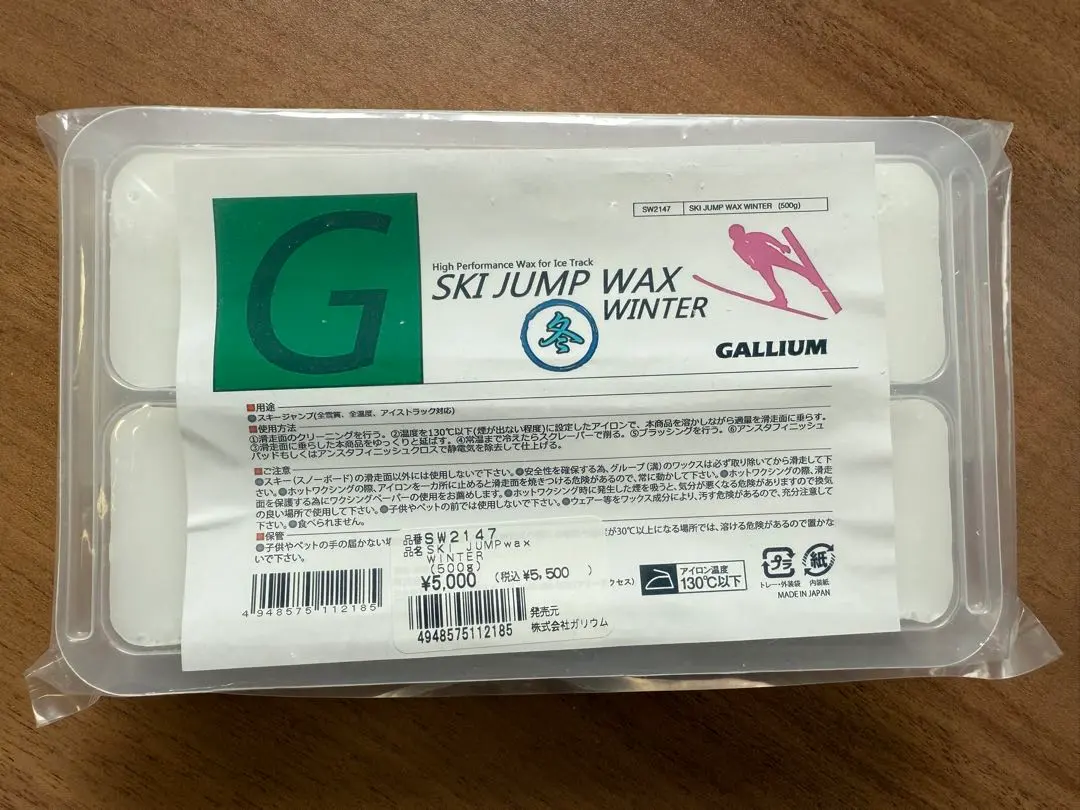 G
SW2147 SKI JUMP WAX WINTER (500g)
High Performance Wax for Ice Track
SKI JUMP WAX
WINTER
冬
GALLIUM
■用途
●スキージャンプ(全雪質、全温度、アイストラック対応)
■使用方法
①滑走面のクリーニングを行う。②温度を130℃以下(煙が出ない程度)に設定したアイロンで、本商品を溶かしながら適量を滑走面に垂らす。
③滑走面に垂らした本商品をゆっくりと延ばす。④常温まで冷えたらスクレーパーで削る。⑤ブラッシングを行う。⑥アンスタフィニッシュ
パッドもしくはアンスタフィニッシュクロスで静電気を除去して仕上げる。
■ご注意
●スキー(スノーボード)の滑走面以外には使用しないで下さい。●安全性を確保する為、グルーブ(溝)のワックスは必ず取り除いてから滑走して下
さい。●ホットワクシングの際、アイロンを一カ所に止めると滑走面を焼きつける危険があるので、常に動かして下さい。●ホットワクシングの際、滑走
面を保護する為にワクシングペーパーの使用をお薦めします。●ホットワクシング時に発生した煙を吸うと、気分が悪くなる危険がありますので換気
の良い場所で使用して下さい。●子供やペットの前では使用しないで下さい。●ウェアー等をワックス成分により、汚す危険があるので、充分注意して
下さい。●食べられません。
■保管
●子供やペットの手の届かない が30℃以上になる場所では、溶ける危険があるので置かな
いで下さい。
4 948575 112185
品番SW2147
品名SKI JUMPwax
WINTER
(500g)
¥5,000 (税込¥5,500 )
4948575112185
発売元
株式会社ガリウム
クセス)
アイロン温度
130℃以下
プラ
トレー・外装袋
紙
内装紙
MADE IN JAPAN